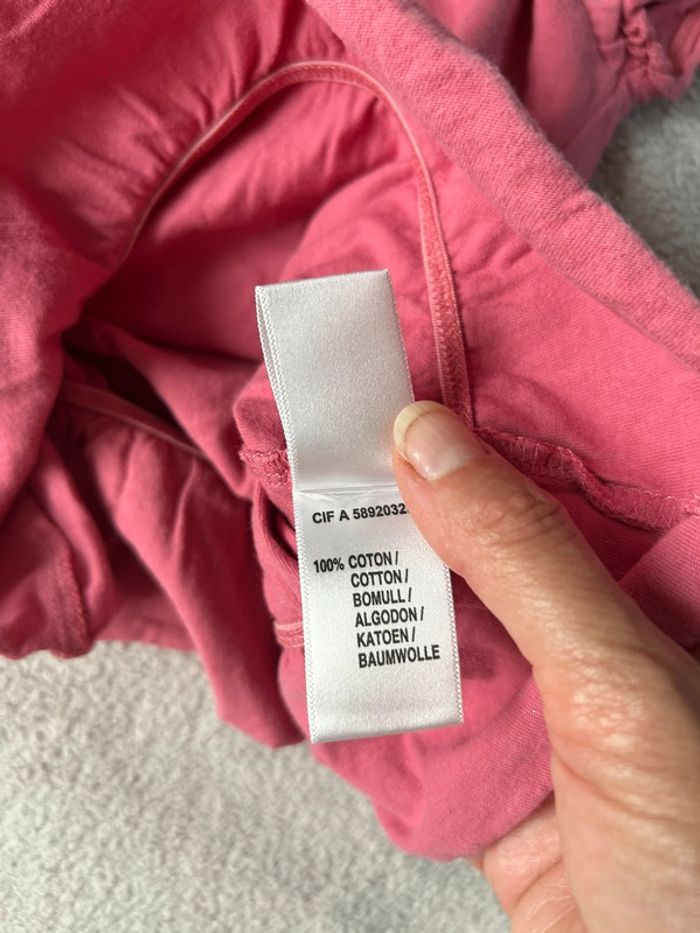 CIF A 5892032
100% COTON /
COTTON /
BOMULL /
ALGODON /
KATOEN /
BAUMWOLLE